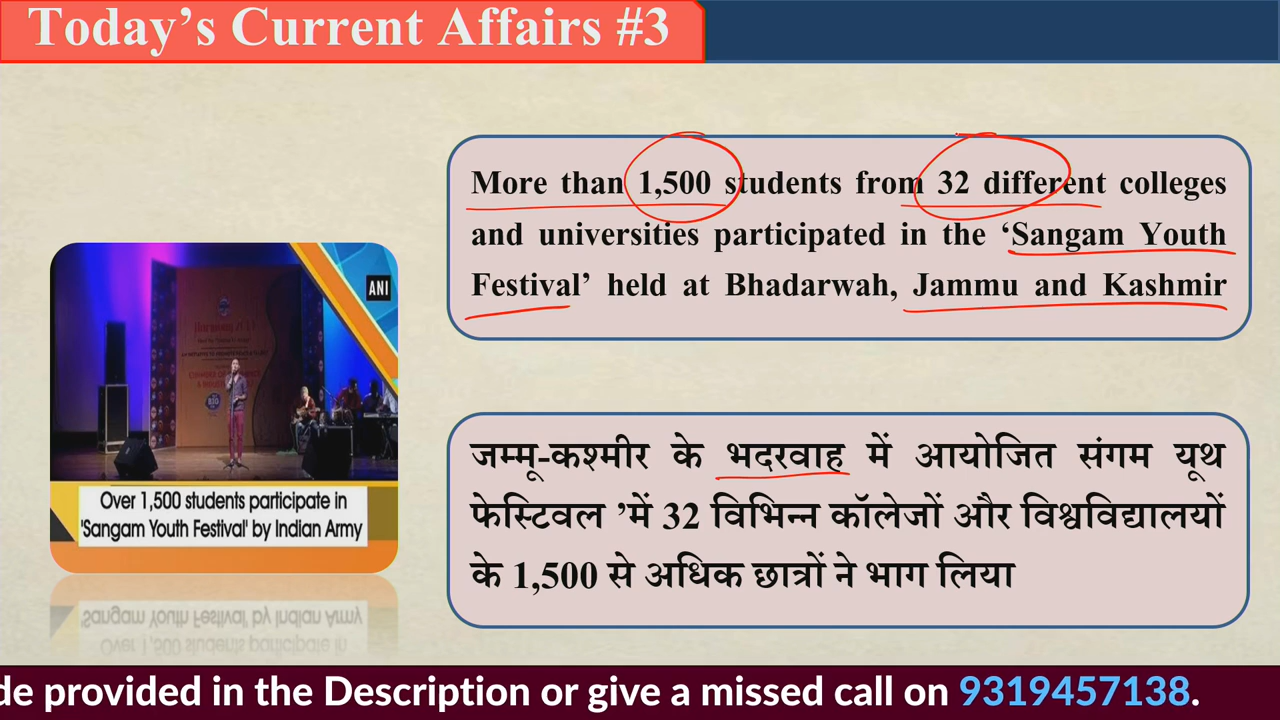 Today's Current Affairs #3
More than 1,500 students from 32 different colleges
and universities participated in the ‘Sangam Youth
Festival’ held at Bhadarwah, Jammu and Kashmir
ANI
Over 1,500 students participate in
'Sangam Youth Festival' by Indian Army
जम्मू-कश्मीर के भदरवाह में आयोजित संगम यूथ
फेस्टिवल ’में 32 विभिन्न कॉलेजों और विश्वविद्यालयों
के 1,500 से अधिक छात्रों ने भाग लिया
de provided in the Description or give a missed call on 9319457138.